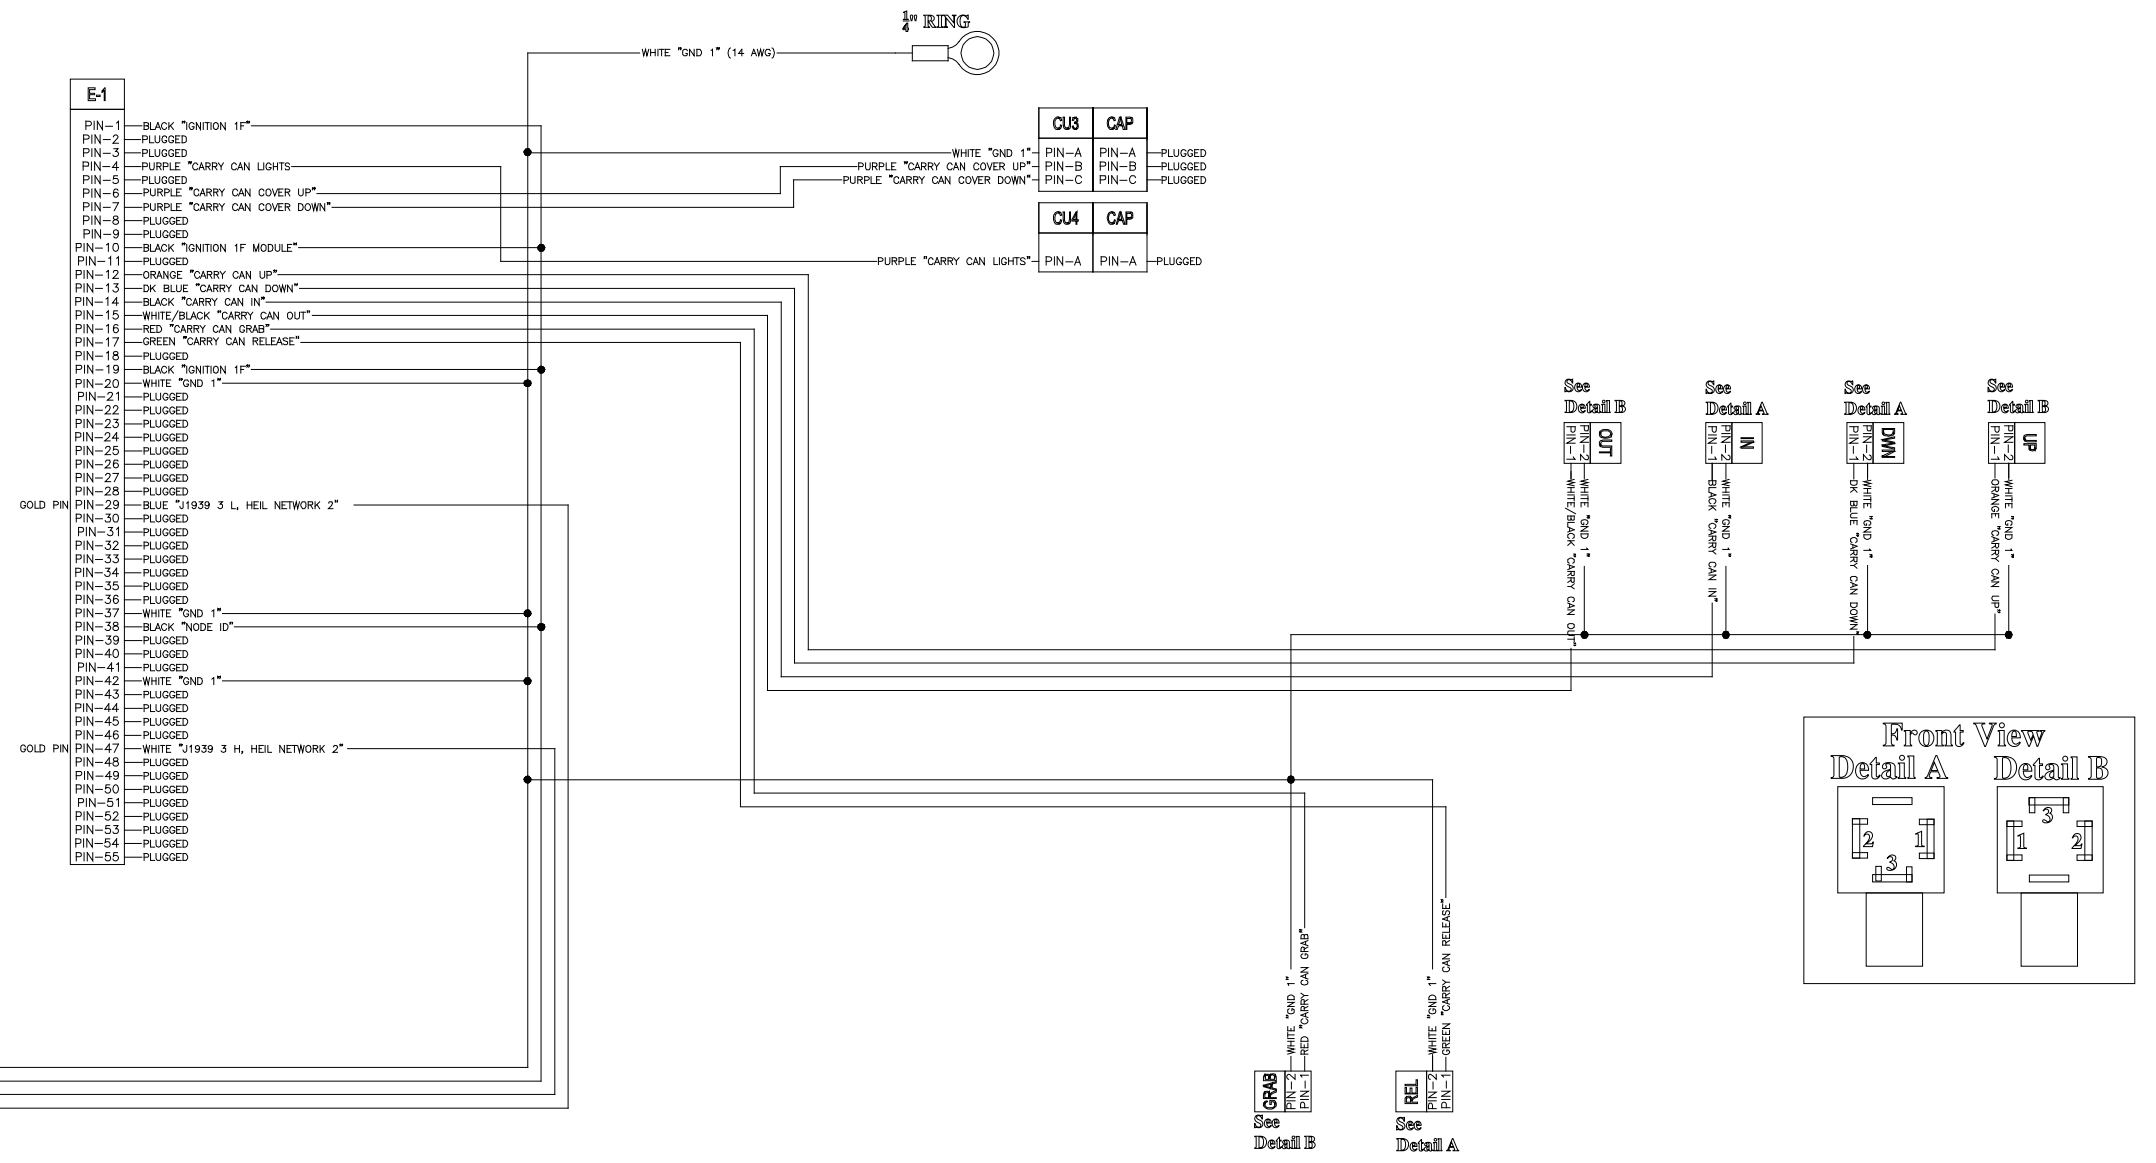 1/4" RING
WHITE "GND 1" (14 AWG)
E-1
PIN-1 BLACK "IGNITION 1F"
PIN-2 PLUGGED
PIN-3 PLUGGED
PIN-4 PURPLE "CARRY CAN LIGHTS
PIN-5 PLUGGED
PIN-6 PURPLE "CARRY CAN COVER UP"
PIN-7 PURPLE "CARRY CAN COVER DOWN"
PIN-8 PLUGGED
PIN-9 PLUGGED
PIN-10 BLACK "IGNITION 1F MODULE"
PIN-11 PLUGGED
PIN-12 ORANGE "CARRY CAN UP"
PIN-13 DK BLUE "CARRY CAN DOWN"
PIN-14 BLACK "CARRY CAN IN"
PIN-15 WHITE/BLACK "CARRY CAN OUT"
PIN-16 RED "CARRY CAN GRAB"
PIN-17 GREEN "CARRY CAN RELEASE"
PIN-18 PLUGGED
PIN-19 BLACK "IGNITION 1F"
PIN-20 WHITE "GND 1"
PIN-21 PLUGGED
PIN-22 PLUGGED
PIN-23 PLUGGED
PIN-24 PLUGGED
PIN-25 PLUGGED
PIN-26 PLUGGED
PIN-27 PLUGGED
PIN-28 PLUGGED
GOLD PIN PIN-29 BLUE "J1939 3 L, HEIL NETWORK 2"
PIN-30 PLUGGED
PIN-31 PLUGGED
PIN-32 PLUGGED
PIN-33 PLUGGED
PIN-34 PLUGGED
PIN-35 PLUGGED
PIN-36 PLUGGED
PIN-37 WHITE "GND 1"
PIN-38 BLACK "NODE ID"
PIN-39 PLUGGED
PIN-40 PLUGGED
PIN-41 PLUGGED
PIN-42 WHITE "GND 1"
PIN-43 PLUGGED
PIN-44 PLUGGED
PIN-45 PLUGGED
PIN-46 PLUGGED
GOLD PIN PIN-47 WHITE "J1939 3 H, HEIL NETWORK 2"
PIN-48 PLUGGED
PIN-49 PLUGGED
PIN-50 PLUGGED
PIN-51 PLUGGED
PIN-52 PLUGGED
PIN-53 PLUGGED
PIN-54 PLUGGED
PIN-55 PLUGGED
CU3 CAP
WHITE "GND 1" PIN-A PIN-A PLUGGED
PURPLE "CARRY CAN COVER UP" PIN-B PIN-B PLUGGED
PURPLE "CARRY CAN COVER DOWN" PIN-C PIN-C PLUGGED
CU4 CAP
PURPLE "CARRY CAN LIGHTS" PIN-A PIN-A PLUGGED
See
Detail B
OUT
PIN-2 WHITE "GND 1"
PIN-1 WHITE/BLACK "CARRY CAN OUT"
See
Detail A
IN
PIN-2 WHITE "GND 1"
PIN-1 BLACK "CARRY CAN IN"
See
Detail A
DWN
PIN-2 WHITE "GND 1"
PIN-1 DK BLUE "CARRY CAN DOWN"
See
Detail B
UP
PIN-2 WHITE "GND 1"
PIN-1 ORANGE "CARRY CAN UP"
Front View
Detail A Detail B
2 1 3
3 1 2
GRAB
PIN-2 WHITE "GND 1"
PIN-1 RED "CARRY CAN GRAB"
See
Detail B
REL
PIN-2 WHITE "GND 1"
PIN-1 GREEN "CARRY CAN RELEASE"
See
Detail A